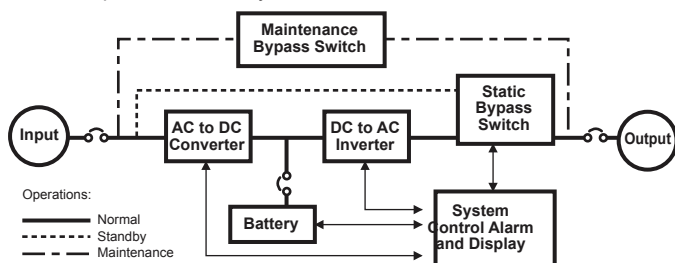 Maintenance
Bypass Switch
Static
Bypass
Switch
Input
AC to DC
Converter
DC to AC
Inverter
Output
Operations:
Normal
Standby
Maintenance
Battery
System
Control Alarm
and Display